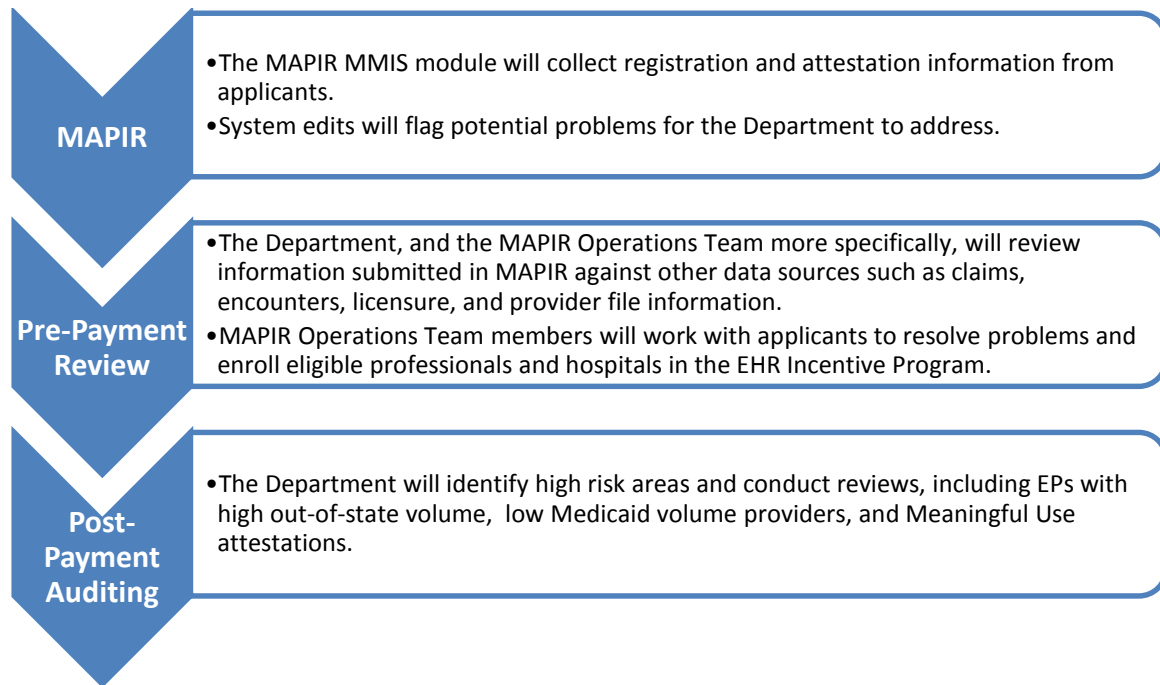 MAPIR
•The MAPIR MMIS module will collect registration and attestation information from
applicants.
•System edits will flag potential problems for the Department to address.
Pre-Payment
Review
•The Department, and the MAPIR Operations Team more specifically, will review
information submitted in MAPIR against other data sources such as claims,
encounters, licensure, and provider file information.
•MAPIR Operations Team members will work with applicants to resolve problems and
enroll eligible professionals and hospitals in the EHR Incentive Program.
Post-
Payment
Auditing
•The Department will identify high risk areas and conduct reviews, including EPs with
high out-of-state volume,  low Medicaid volume providers, and Meaningful Use
attestations.